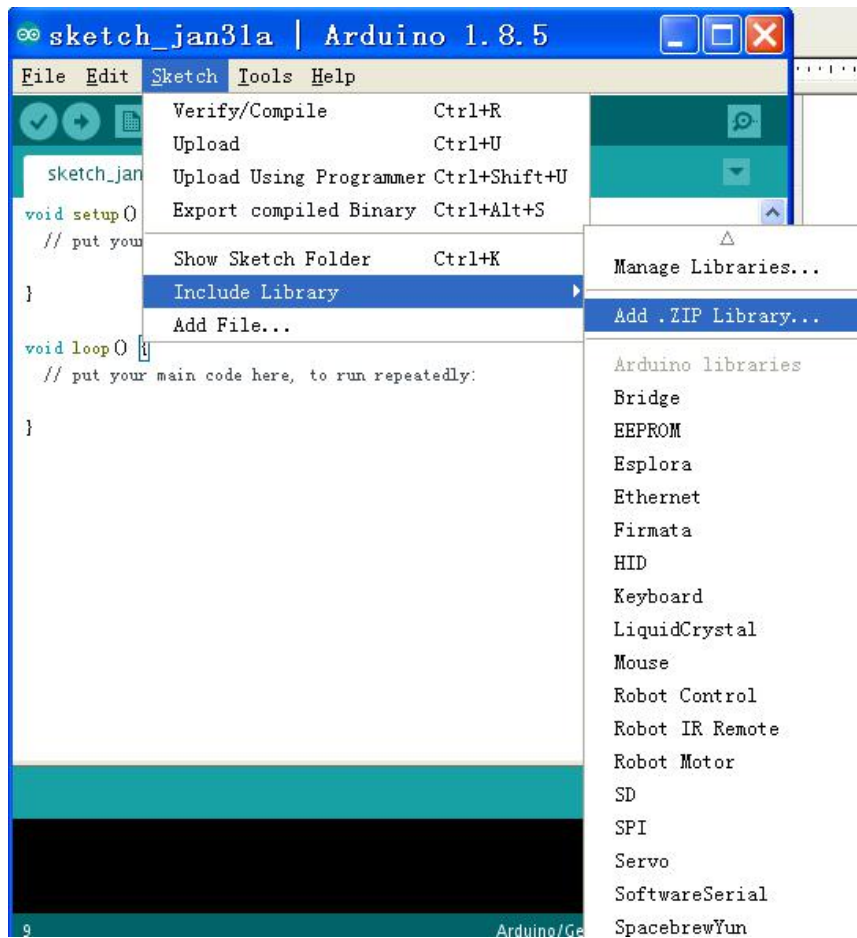 sketch_jan31a | Arduino 1.8.5
File Edit Sketch Tools Help
Verify/Compile Ctrl+R
Upload Ctrl+U
Upload Using Programmer Ctrl+Shift+U
Export compiled Binary Ctrl+Alt+S
Show Sketch Folder Ctrl+K
Include Library
Add File...
sketch_jan
void setup() 
// put your
}
void loop() {
// put your main code here, to run repeatedly:
}
Manage Libraries...
Add .ZIP Library...
Arduino libraries
Bridge
EEPROM
Esplora
Ethernet
Firmata
HID
Keyboard
LiquidCrystal
Mouse
Robot Control
Robot IR Remote
Robot Motor
SD
SPI
Servo
SoftwareSerial
SpacebrewYun
9 Arduino/Ge